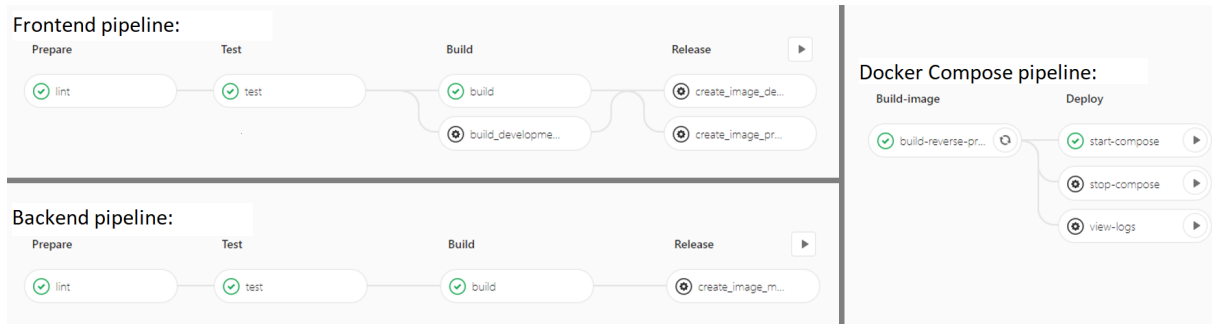 Frontend pipeline:
Prepare Test Build Release
lint test build create_image_de...
build_developme... create_image_pr...
Backend pipeline:
Prepare Test Build Release
lint test build create_image_m...
Docker Compose pipeline:
Build-image Deploy
build-reverse-pr... start-compose
stop-compose
view-logs